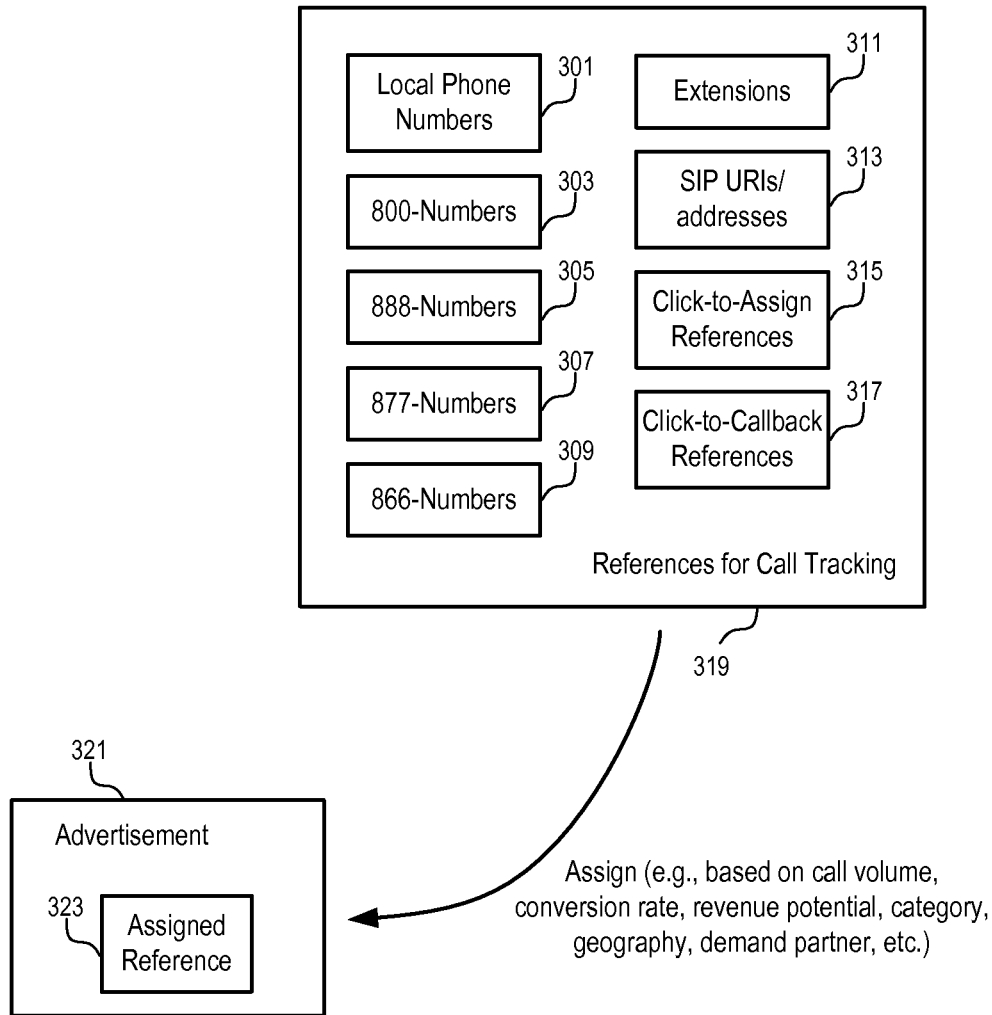 Local Phone
Numbers
301
800-Numbers
303
888-Numbers
305
877-Numbers
307
866-Numbers
309
Extensions
311
SIP URIs/
addresses
313
Click-to-Assign
References
315
Click-to-Callback
References
317
References for Call Tracking
319
321
Advertisement
323
Assigned
Reference
Assign (e.g., based on call volume,
conversion rate, revenue potential, category,
geography, demand partner, etc.)